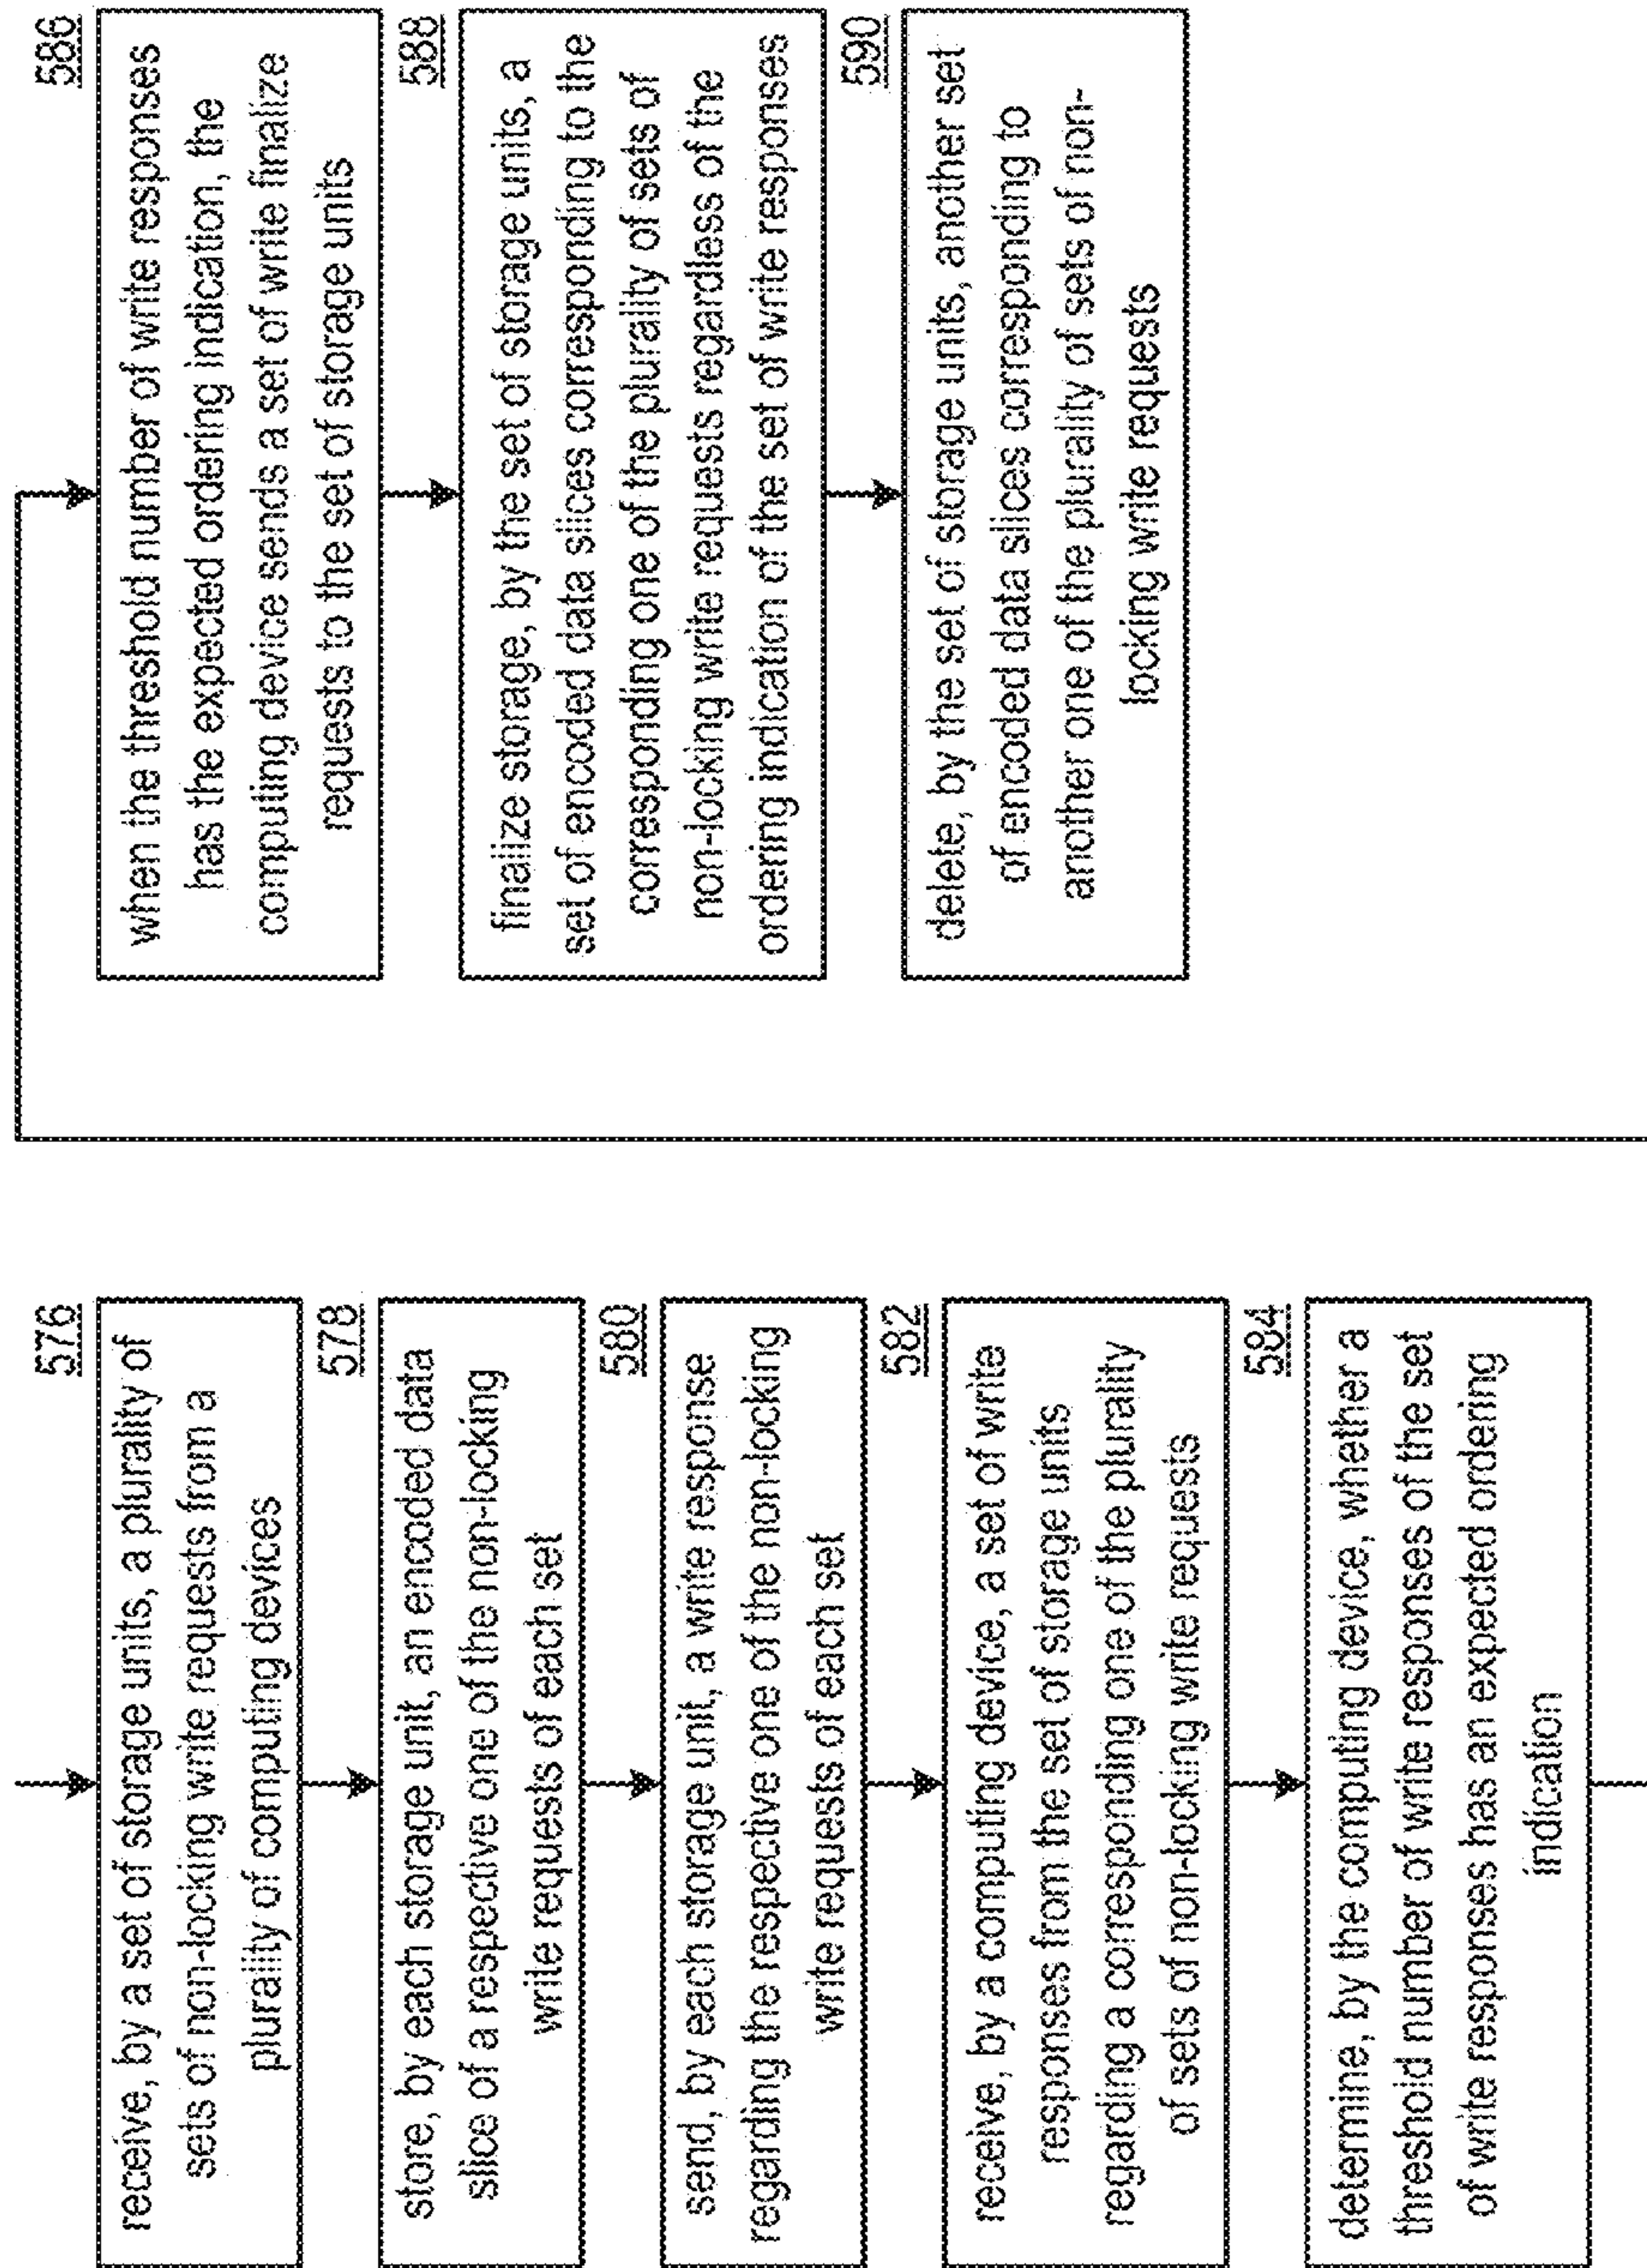 576
receive, by a set of storage units, a plurality of
sets of non-locking write requests from a
plurality of computing devices
578
store, by each storage unit, an encoded data
slice of a respective one of the non-locking
write requests of each set
580
send, by each storage unit, a write response
regarding the respective one of the non-locking
write requests of each set
582
receive, by a computing device, a set of write
responses from the set of storage units
regarding a corresponding one of the plurality
of sets of non-locking write requests
584
determine, by the computing device, whether a
threshold number of write responses of the set
of write responses has an expected ordering
indication
586
when the threshold number of write responses
has the expected ordering indication, the
computing device sends a set of write finalize
requests to the set of storage units
588
finalize storage, by the set of storage units, a
set of encoded data slices corresponding to the
corresponding one of the plurality of sets of
non-locking write requests regardless of the
ordering indication of the set of write responses
590
delete, by the set of storage units, another set
of encoded data slices corresponding to
another one of the plurality of sets of non-
locking write requests